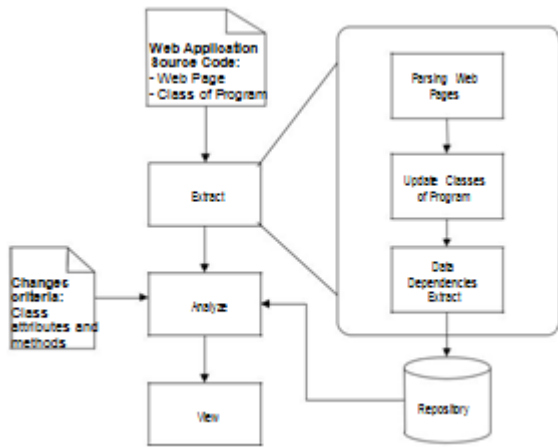 Web Application
Source Code:
- Web Page
- Class of Program
Parsing Web
Pages
Extract
Update Classes
of Program
Changes
criteria:
Class
attributes and
methods
Analyze
Data
Dependencies
Extract
View
Repository